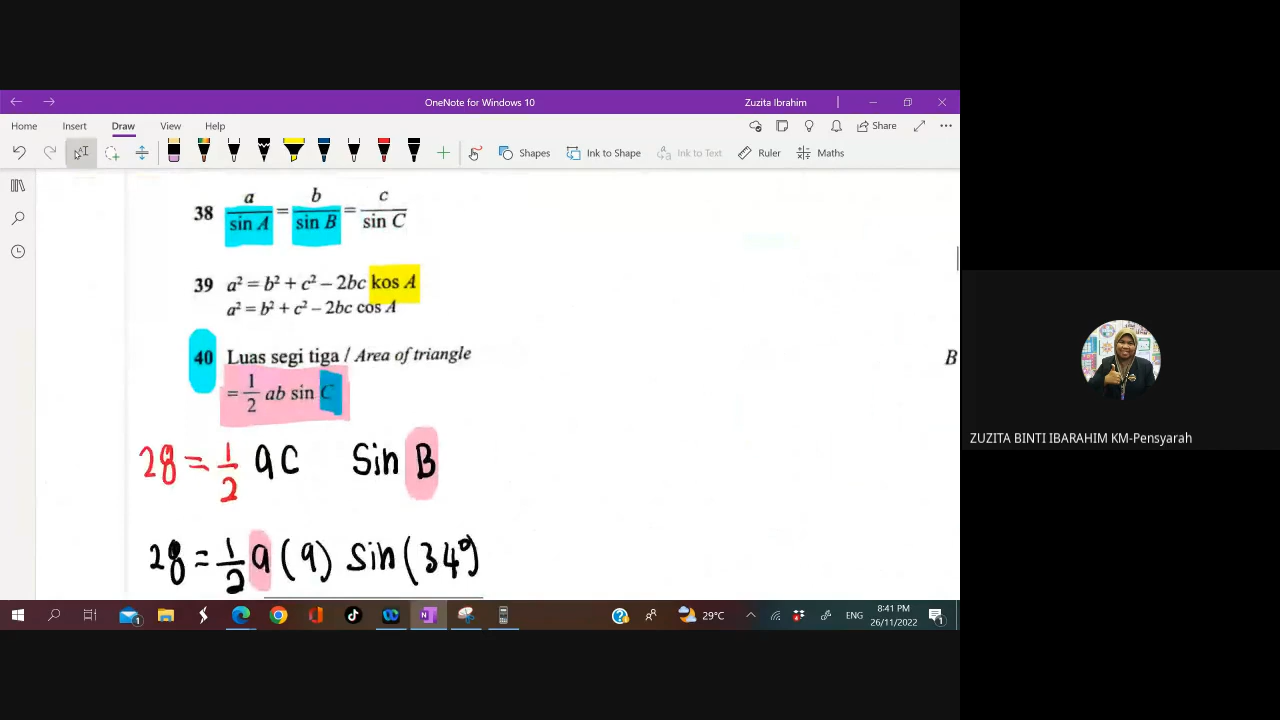 OneNote for Windows 10
Zuzita Ibrahim
Home Insert Draw View Help
Share
Shapes Ink to Shape Ink to Text Ruler Maths
38 a/sin A = b/sin B = c/sin C
39 a² = b² + c² – 2bc kos A
a² = b² + c² – 2bc cos A
40 Luas segi tiga / Area of triangle
= 1/2 ab sin C
B
28 = 1/2 ac Sin B
28 = 1/2 a (9) Sin (34°)
ZUZITA BINTI IBARAHIM KM-Pensyarah
29°C
ENG
8:41 PM
26/11/2022